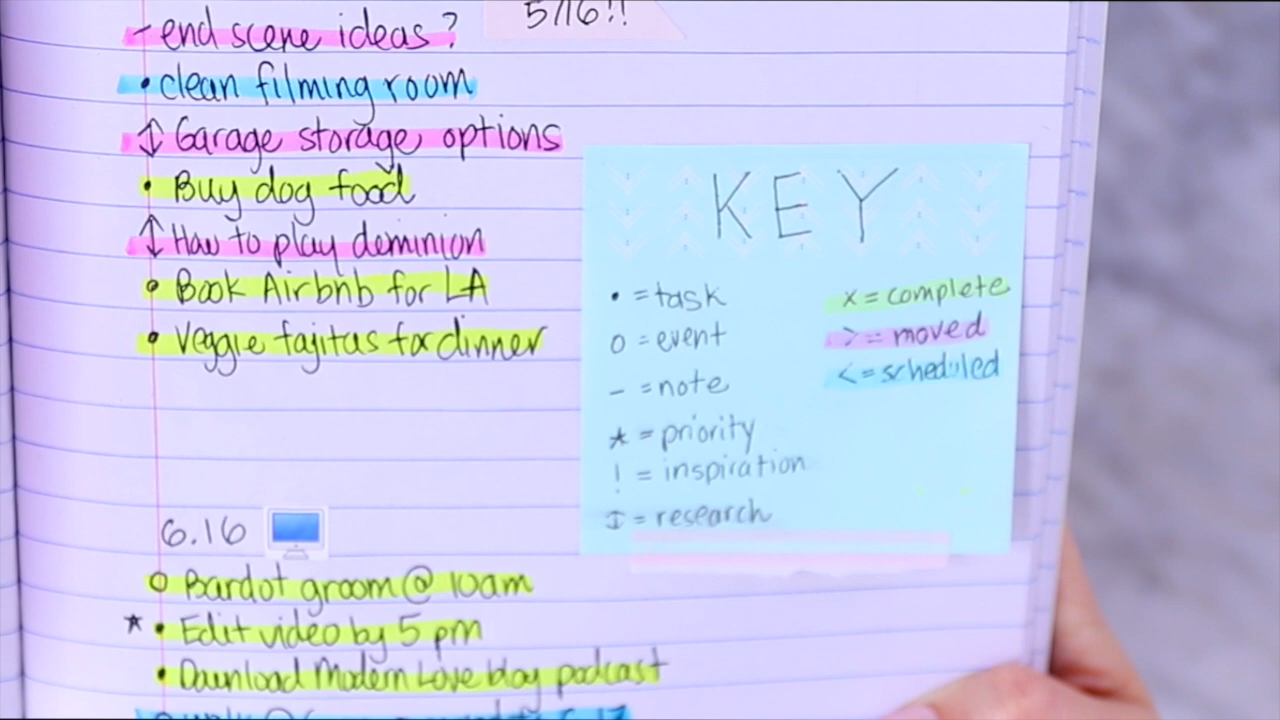 5/16!!
- end scene ideas?
• clean filming room
↕ Garage storage options
• Buy dog food
↕ How to play dominion
• Book Airbnb for LA
• Veggie fajitas for dinner
KEY
• = task
o = event
- = note
* = priority
! = inspiration
↕ = research
x = complete
> = moved
< = scheduled
6.16
o Bardot groom @ 10am
* • Edit video by 5 pm
• Download Modern Love blog podcast